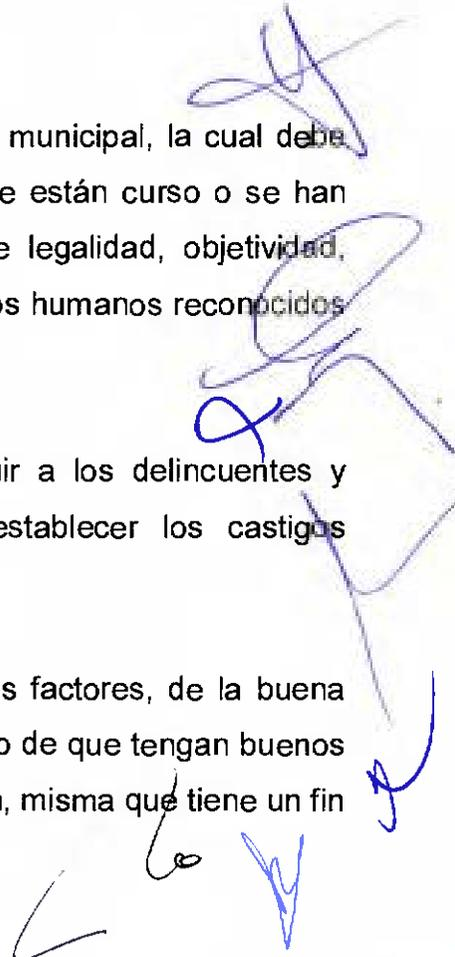 municipal, la cual debe
e están curso o se han
e legalidad, objetividad,
os humanos reconocidos
ir a los delincuentes y
establecer los castigos
s factores, de la buena
o de que tengan buenos
, misma que tiene un fin